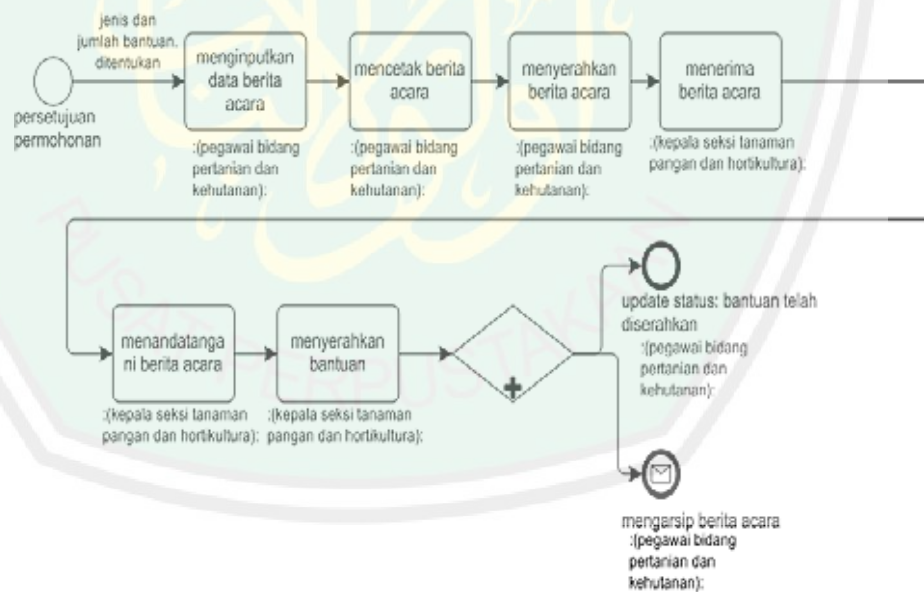 jenis dan
jumlah bantuan.
ditentukan
persetujuan
permohonan
menginputkan
data berita
acara
:(pegawai bidang
pertanian dan
kehutanan):
mencetak berita
acara
:(pegawai bidang
pertanian dan
kehutanan):
menyerahkan
berita acara
:(pegawai bidang
pertanian dan
kehutanan):
menerima
berita acara
:(kepala seksi tanaman
pangan dan hortikultura):
menandatanga
ni berita acara
:(kepala seksi tanaman
pangan dan hortikultura):
menyerahkan
bantuan
:(kepala seksi tanaman
pangan dan hortikultura):
update status: bantuan telah
diserahkan
:(pegawai bidang
pertanian dan
kehutanan):
mengarsip berita acara
:(pegawai bidang
pertanian dan
kehutanan):
PUSAT PERPUSTAKAAN